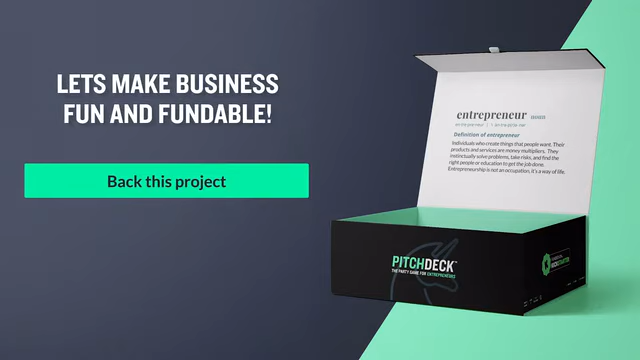 LETS MAKE BUSINESS
FUN AND FUNDABLE!
Back this project
entrepreneur noun
Definition of entrepreneur
Individuals who create things that people want. Their
products and services are money multipliers. They
instinctually solve problems, take risks, and find the
right people or education to get the job done.
Entrepreneurship is not an occupation, it's a way of life.
PITCHDECK™
THE PARTY GAME FOR ENTREPRENEURS
KICKSTARTER